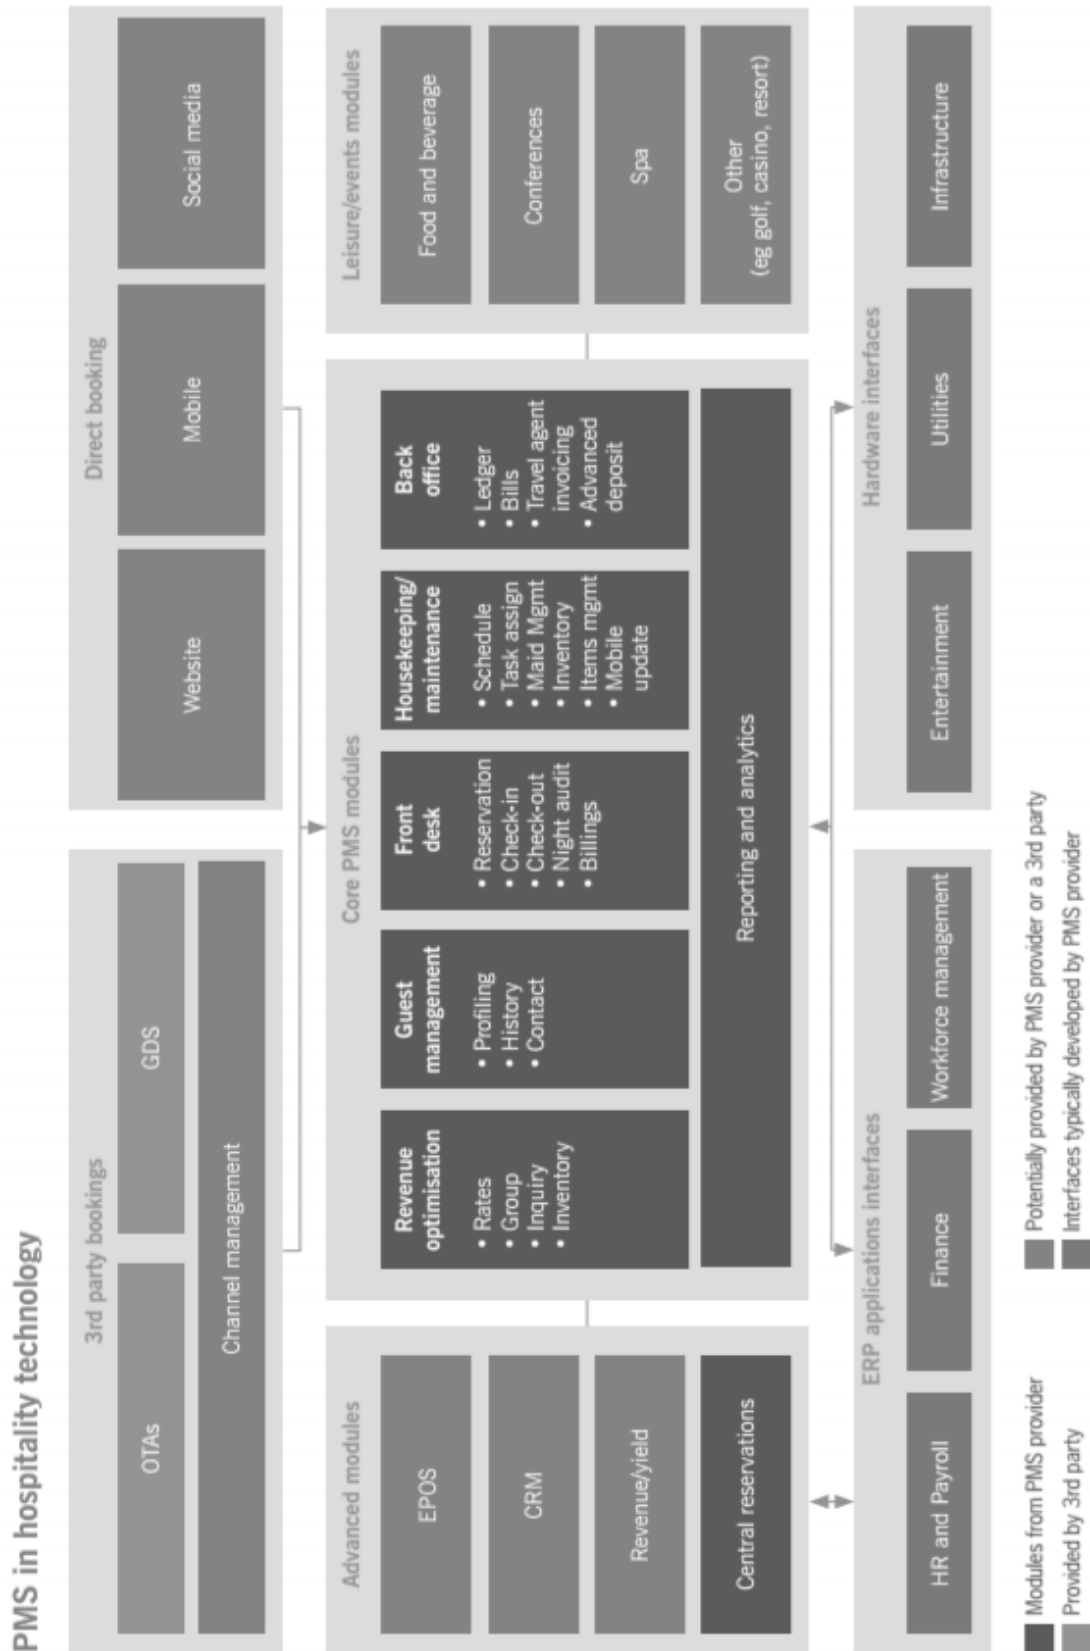 PMS in hospitality technology
3rd party bookings
OTAs
GDS
Channel management
Direct booking
Website
Mobile
Social media
Advanced modules
EPOS
CRM
Revenue/yield
Central reservations
Core PMS modules
Revenue
optimisation
• Rates
• Group
• Inquiry
• Inventory
Guest
management
• Profiling
• History
• Contact
Front
desk
• Reservation
• Check-in
• Check-out
• Night audit
• Billings
Housekeeping/
maintenance
• Schedule
• Task assign
• Maid Mgmt
• Inventory
• Items mgmt
• Mobile
update
Back
office
• Ledger
• Bills
• Travel agent
invoicing
• Advanced
deposit
Reporting and analytics
Leisure/events modules
Food and beverage
Conferences
Spa
Other
(eg golf, casino, resort)
ERP applications interfaces
HR and Payroll
Finance
Workforce management
Hardware interfaces
Entertainment
Utilities
Infrastructure
Modules from PMS provider
Provided by 3rd party
Potentially provided by PMS provider or a 3rd party
Interfaces typically developed by PMS provider